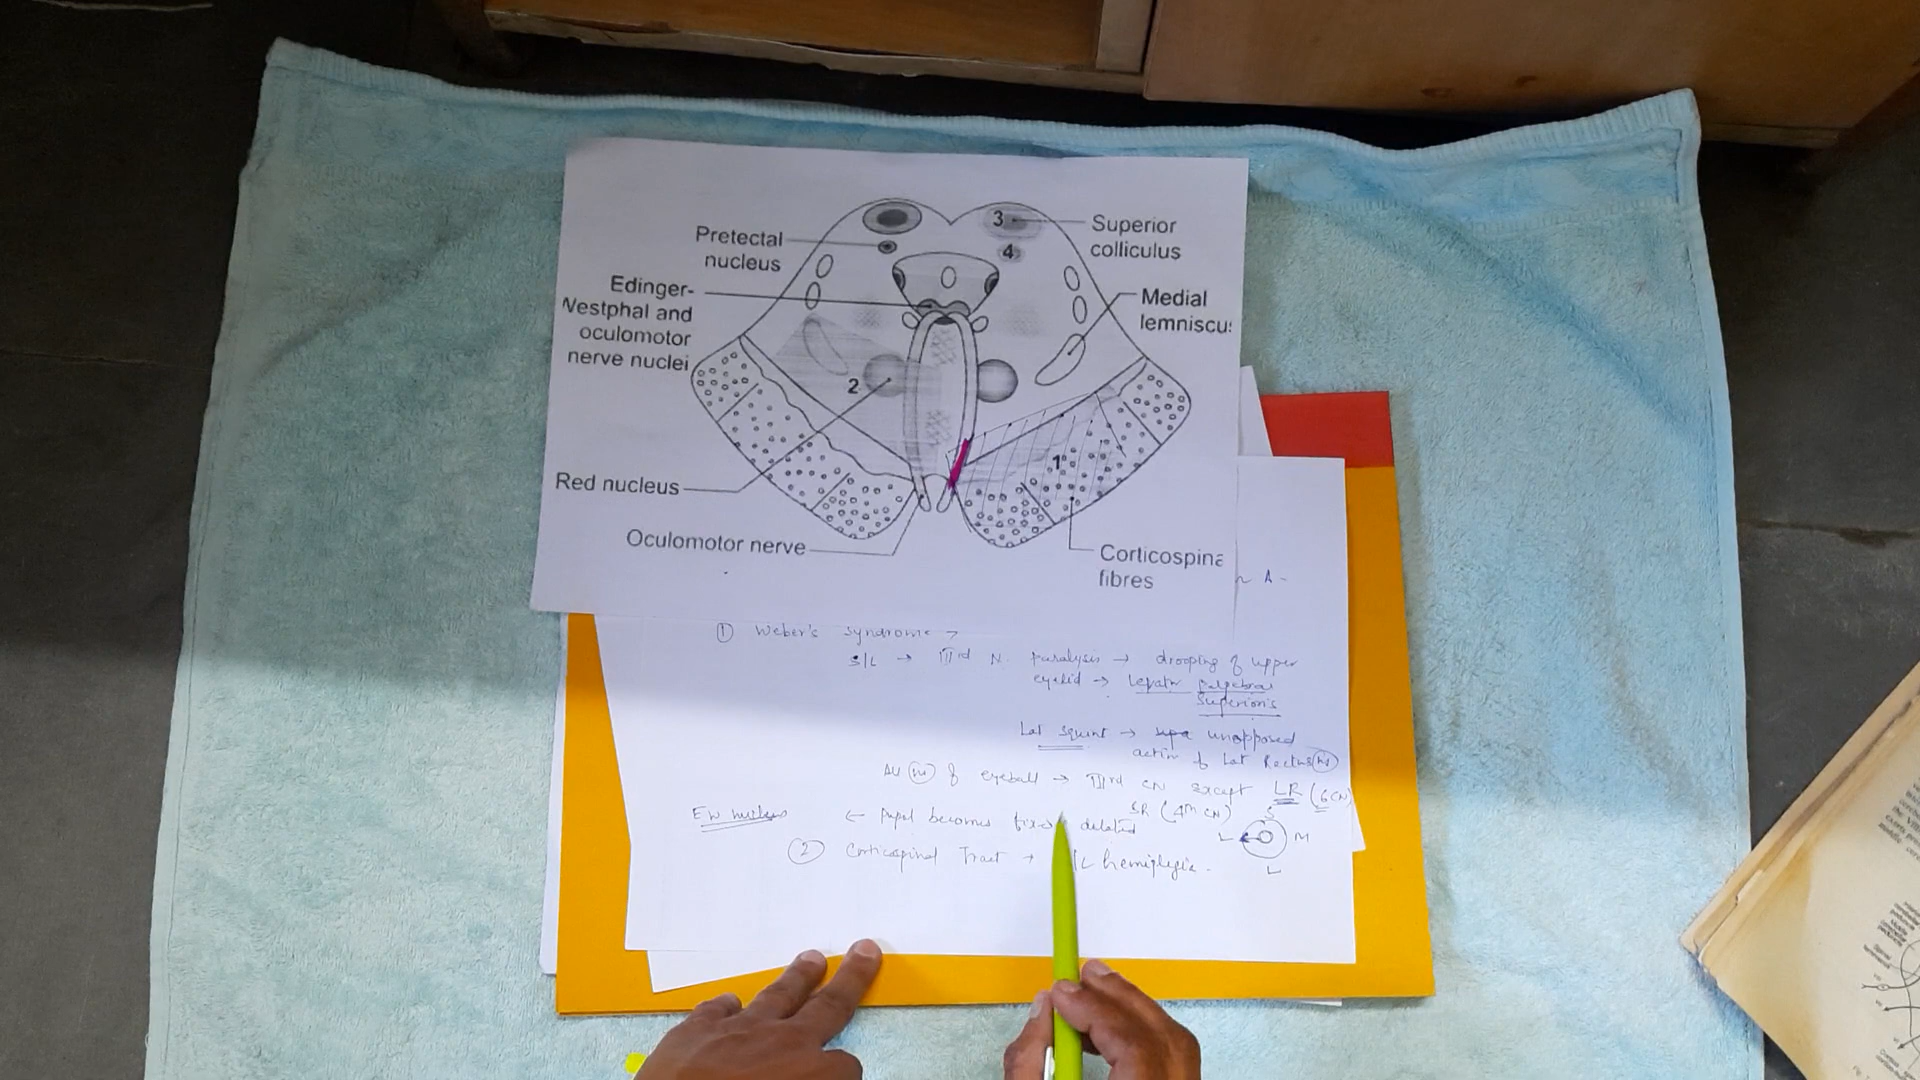 3
Superior
colliculus
Pretectal
nucleus
4
Edinger-
Westphal and
oculomotor
nerve nuclei
Medial
lemniscus
2
Red nucleus
1
Oculomotor nerve
Corticospina
fibres
A-
① Weber's syndrome →
S/L → IIIrd N. paralysis → drooping of upper
eyelid → Superioris
Lat squint → unopposed
action of Lat Rectus (m)
All (m) of eyeball → IIIrd CN except LR (6CN)
SR (4th CN)
EW nucleus ← Pupil becomes fixed dilated
S
L M
L
② Corticospinal Tract → /L hemiplegia.